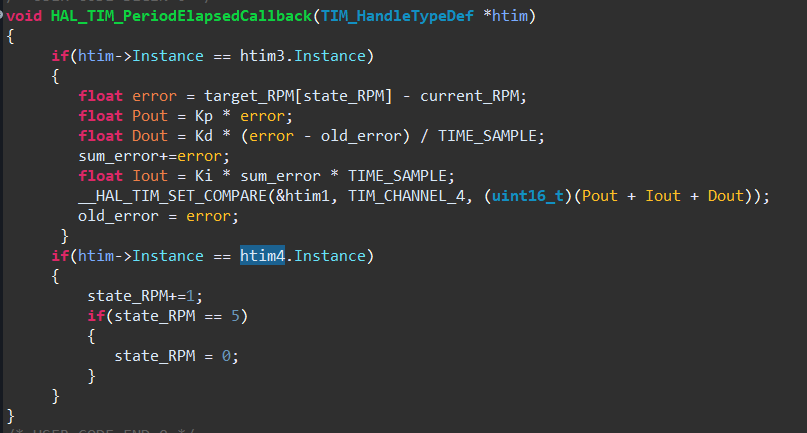 void HAL_TIM_PeriodElapsedCallback(TIM_HandleTypeDef *htim)
{
if(htim->Instance == htim3.Instance)
{
float error = target_RPM[state_RPM] - current_RPM;
float Pout = Kp * error;
float Dout = Kd * (error - old_error) / TIME_SAMPLE;
sum_error+=error;
float Iout = Ki * sum_error * TIME_SAMPLE;
__HAL_TIM_SET_COMPARE(&htim1, TIM_CHANNEL_4, (uint16_t)(Pout + Iout + Dout));
old_error = error;
}
if(htim->Instance == htim4.Instance)
{
state_RPM+=1;
if(state_RPM == 5)
{
state_RPM = 0;
}
}
}